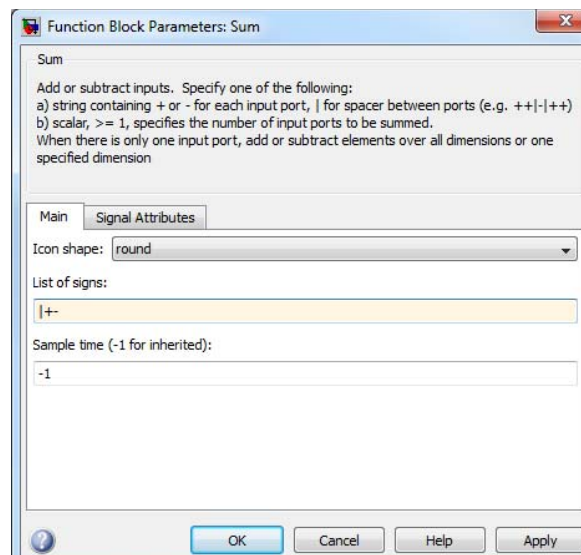 Function Block Parameters: Sum
Sum
Add or subtract inputs. Specify one of the following:
a) string containing + or - for each input port, | for spacer between ports (e.g. ++|-|++)
b) scalar, >= 1, specifies the number of input ports to be summed.
When there is only one input port, add or subtract elements over all dimensions or one
specified dimension
Main Signal Attributes
Icon shape: round
List of signs:
|+-
Sample time (-1 for inherited):
-1
OK Cancel Help Apply